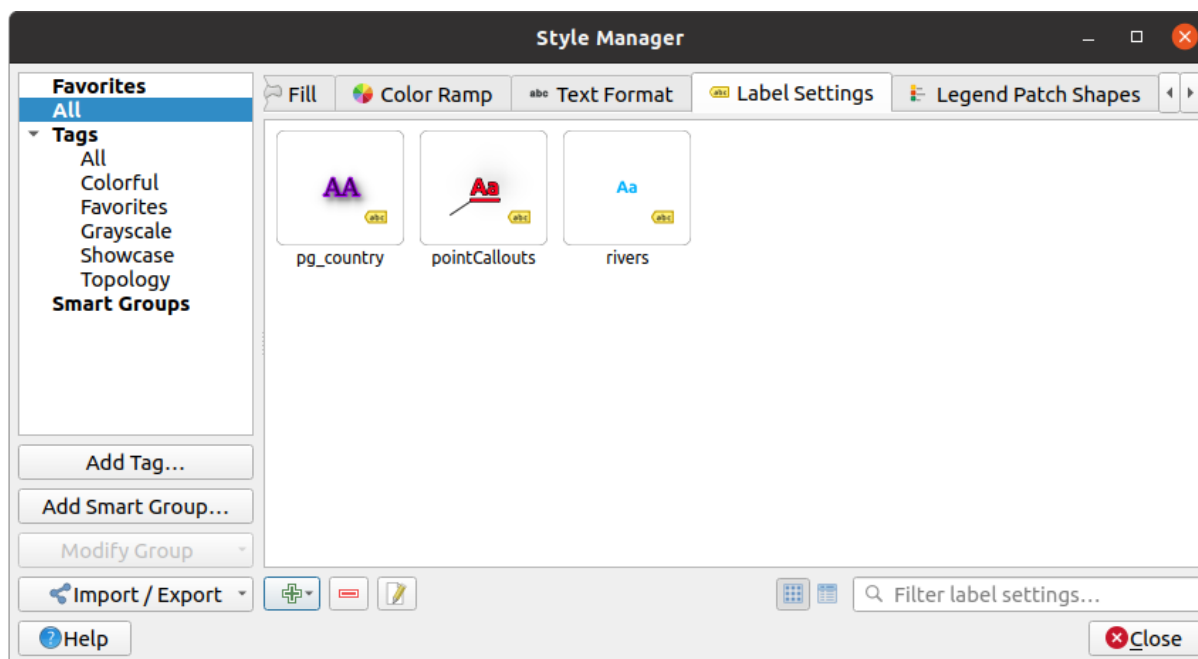 Style Manager
Favorites
All
Tags
All
Colorful
Favorites
Grayscale
Showcase
Topology
Smart Groups
Add Tag...
Add Smart Group...
Modify Group
Import / Export
Help
Fill
Color Ramp
abc Text Format
abc Label Settings
Legend Patch Shapes
AA
abc
pg_country
Aa
abc
pointCallouts
Aa
abc
rivers
Filter label settings...
Close